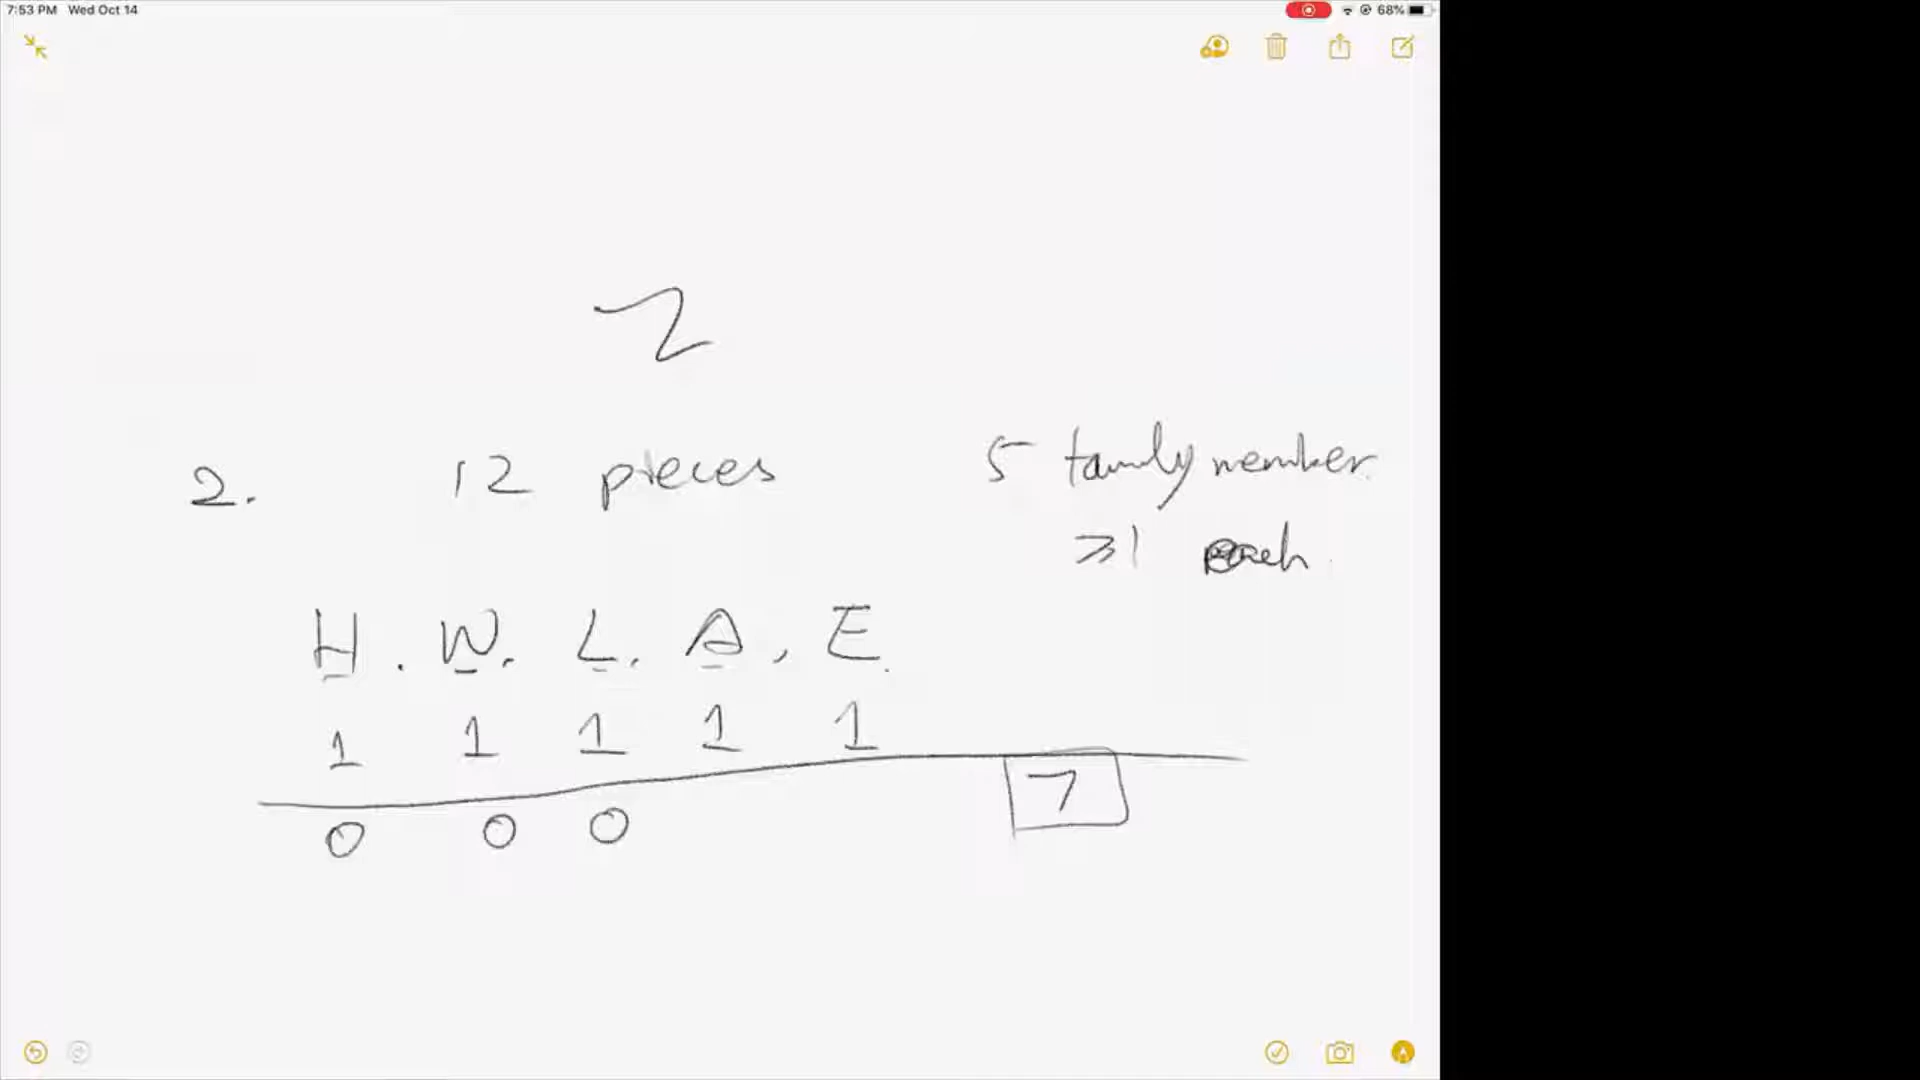 7:53 PM Wed Oct 14
68%
2
2. 12 pieces 5 family member.
≥1 each.
H. W. L. A, E.
1 1 1 1 1
7
0 0 0